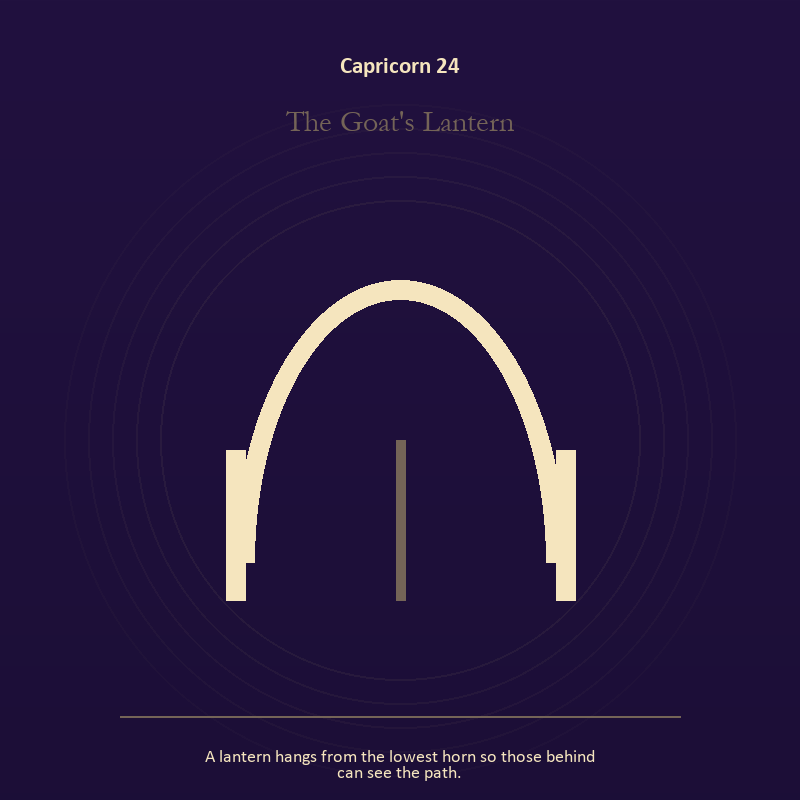 Capricorn 24
The Goat's Lantern
A lantern hangs from the lowest horn so those behind
can see the path.